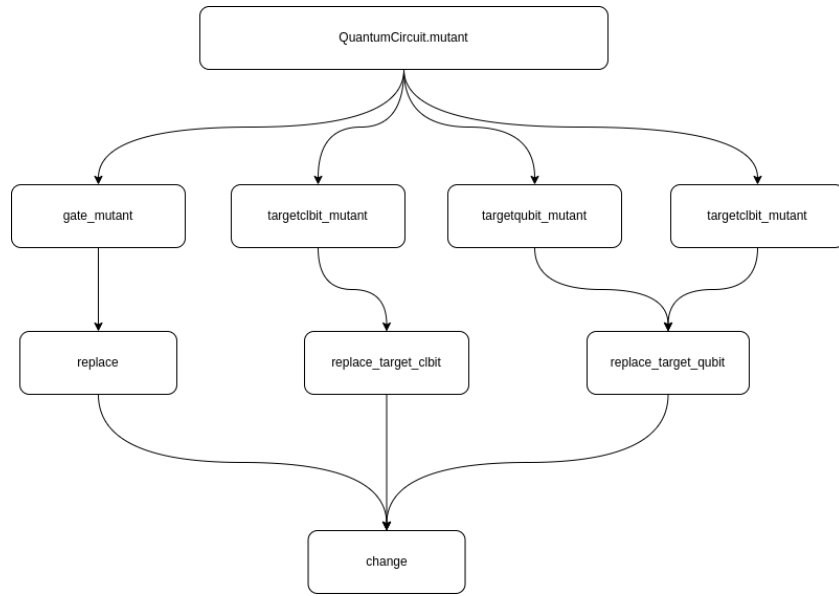 QuantumCircuit.mutant
gate_mutant
targetclbit_mutant
targetqubit_mutant
targetclbit_mutant
replace
replace_target_clbit
replace_target_qubit
change